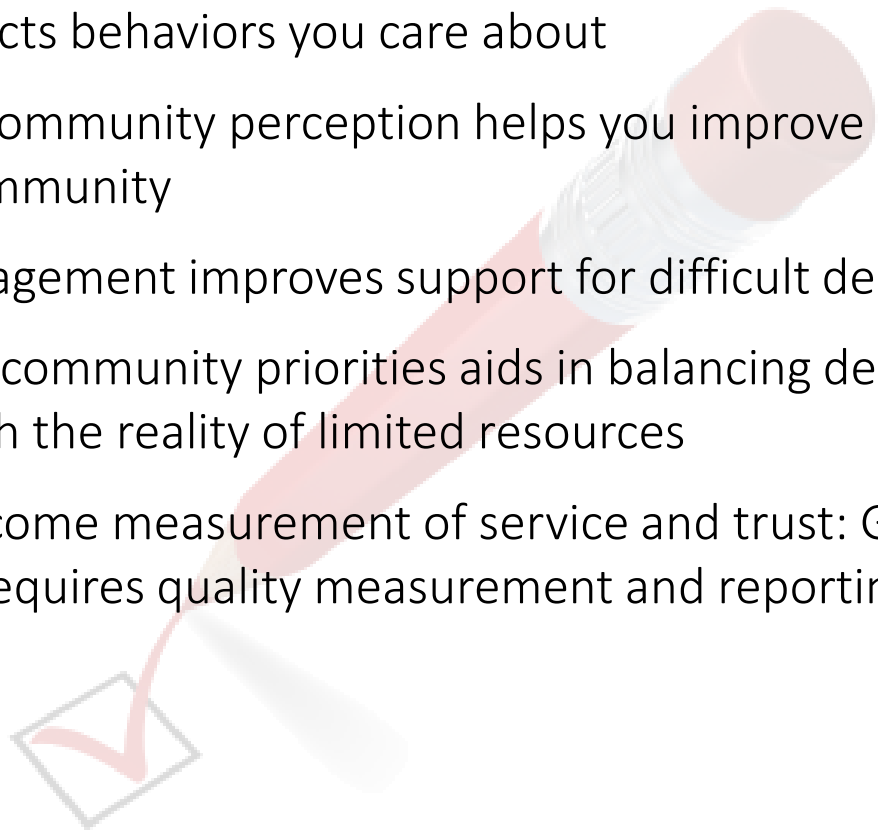 cts behaviors you care about
ommunity perception helps you improve
mmunity
agement improves support for difficult de
community priorities aids in balancing de
h the reality of limited resources
come measurement of service and trust: G
equires quality measurement and reportin